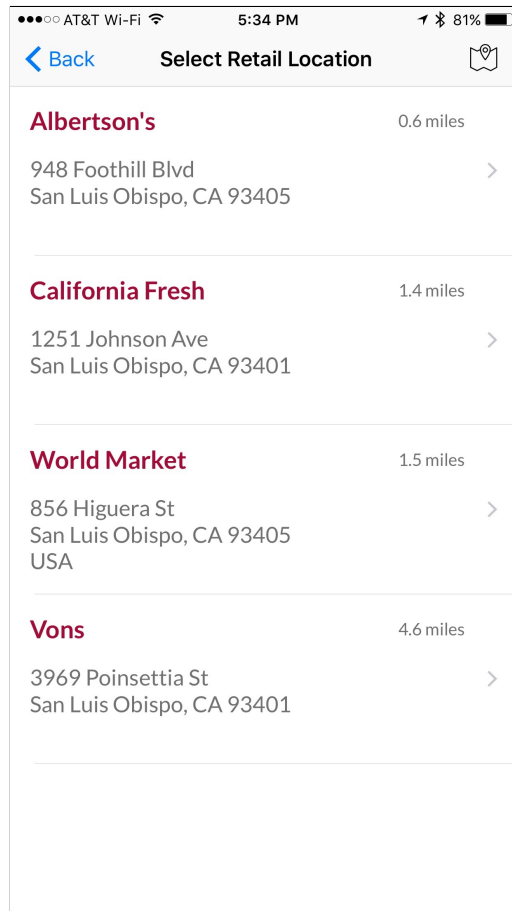 AT&T Wi-Fi 5:34 PM 81%
Back Select Retail Location
Albertson's 0.6 miles
948 Foothill Blvd
San Luis Obispo, CA 93405
California Fresh 1.4 miles
1251 Johnson Ave
San Luis Obispo, CA 93401
World Market 1.5 miles
856 Higuera St
San Luis Obispo, CA 93405
USA
Vons 4.6 miles
3969 Poinsettia St
San Luis Obispo, CA 93401